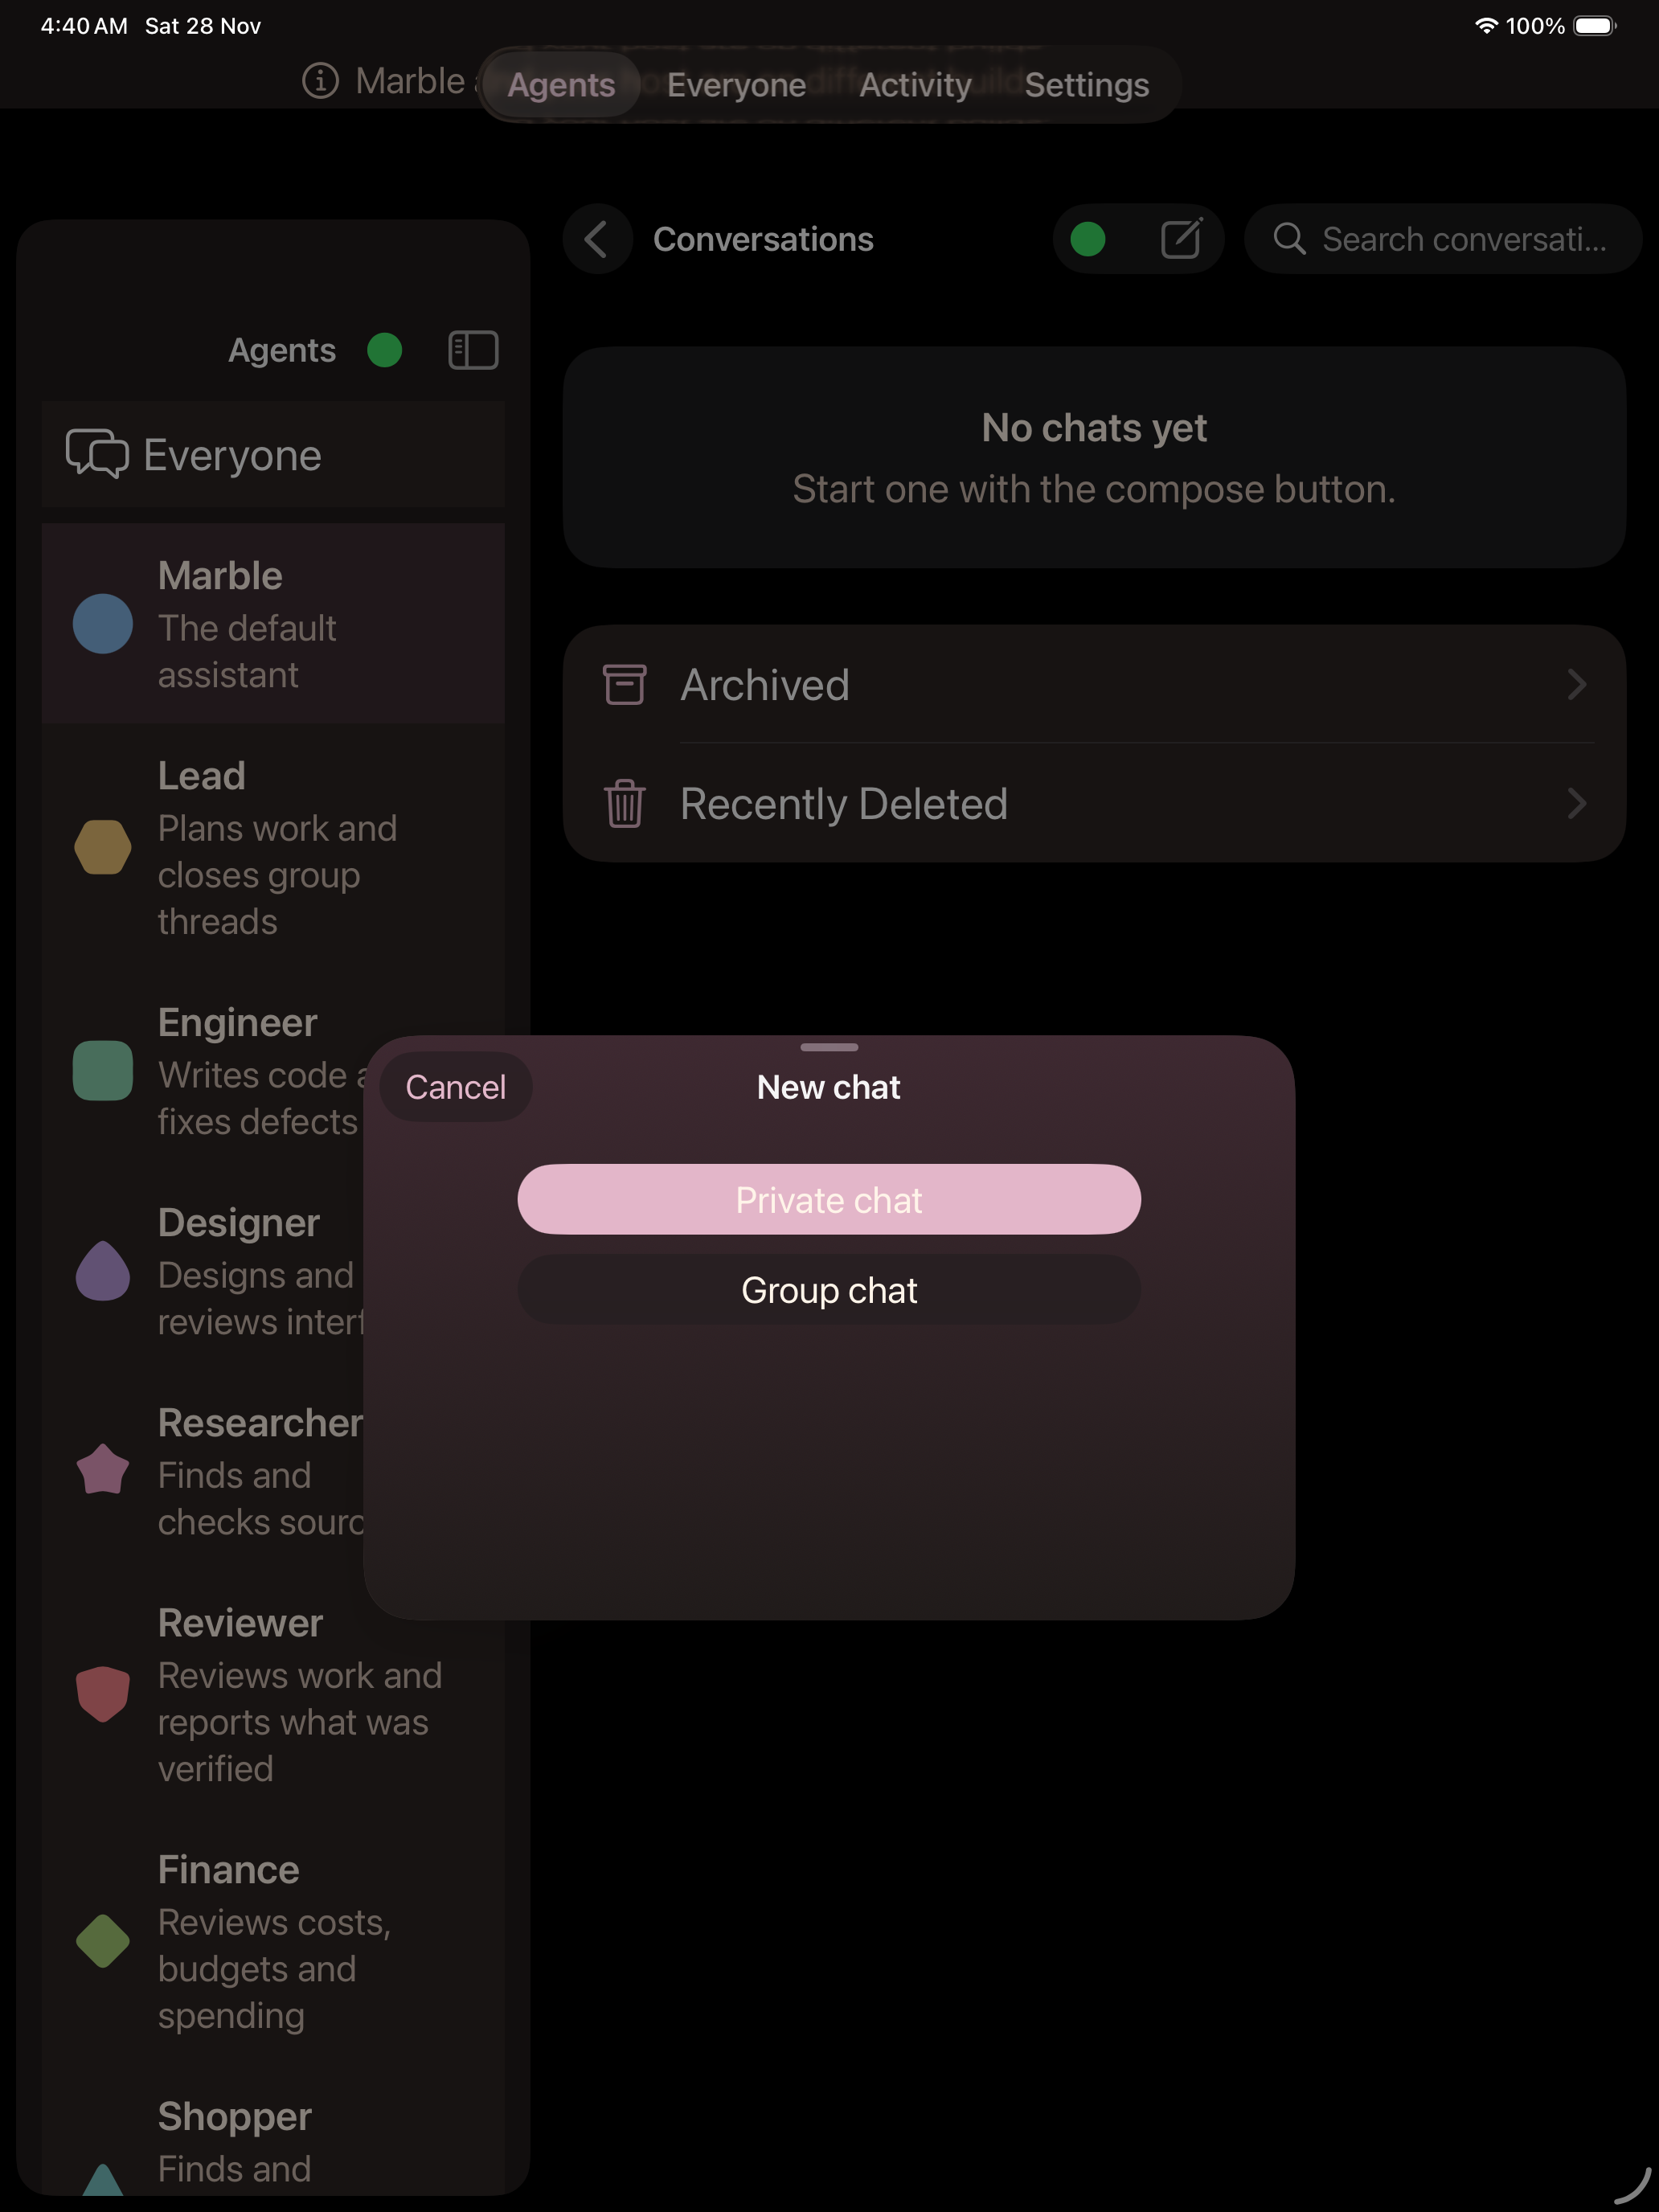 4:40 AM Sat 28 Nov
100%
Marble
Agents Everyone Activity Settings
Conversations
Search conversati...
Agents
Everyone
No chats yet
Start one with the compose button.
Marble
The default
assistant
Archived
Recently Deleted
Lead
Plans work and
closes group
threads
Engineer
Writes code
fixes defects
Designer
Designs and
reviews
Researcher
Finds and
checks
Cancel
New chat
Private chat
Group chat
Reviewer
Reviews work and
reports what was
verified
Finance
Reviews costs,
budgets and
spending
Shopper
Finds and